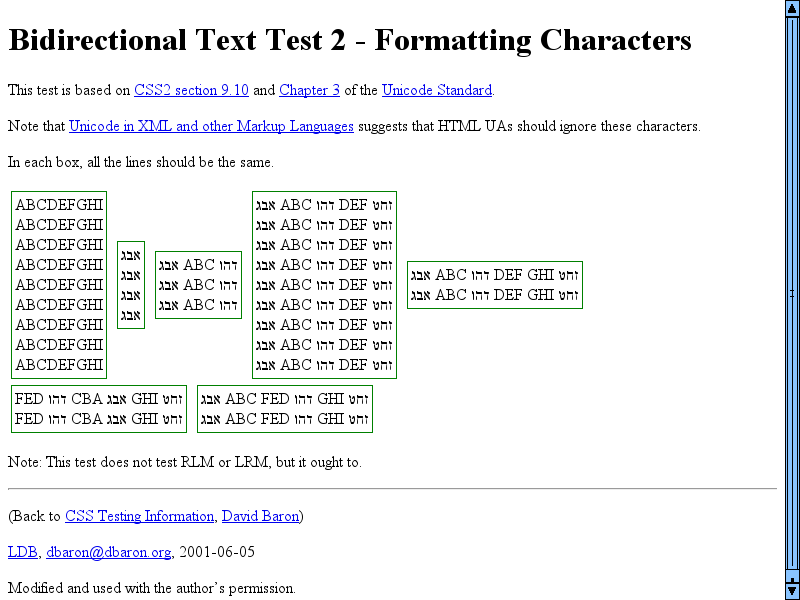 Bidirectional Text Test 2 - Formatting Characters
This test is based on CSS2 section 9.10 and Chapter 3 of the Unicode Standard.
Note that Unicode in XML and other Markup Languages suggests that HTML UAs should ignore these characters.
In each box, all the lines should be the same.
ABCDEFGHI
ABCDEFGHI
ABCDEFGHI
ABCDEFGHI
ABCDEFGHI
ABCDEFGHI
ABCDEFGHI
ABCDEFGHI
ABCDEFGHI
אבג
אבג
אבג
אבג
אבג ABC דהו
אבג ABC דהו
אבג ABC דהו
אבג ABC דהו DEF זחט
אבג ABC דהו DEF זחט
אבג ABC דהו DEF זחט
אבג ABC דהו DEF זחט
אבג ABC דהו DEF זחט
אבג ABC דהו DEF זחט
אבג ABC דהו DEF זחט
אבג ABC דהו DEF זחט
אבג ABC דהו DEF זחט
אבג ABC דהו DEF GHI זחט
אבג ABC דהו DEF GHI זחט
FED דהו CBA אבג GHI זחט
FED דהו CBA אבג GHI זחט
אבג ABC FED דהו GHI זחט
אבג ABC FED דהו GHI זחט
Note: This test does not test RLM or LRM, but it ought to.
(Back to CSS Testing Information, David Baron)
LDB, dbaron@dbaron.org, 2001-06-05
Modified and used with the author's permission.